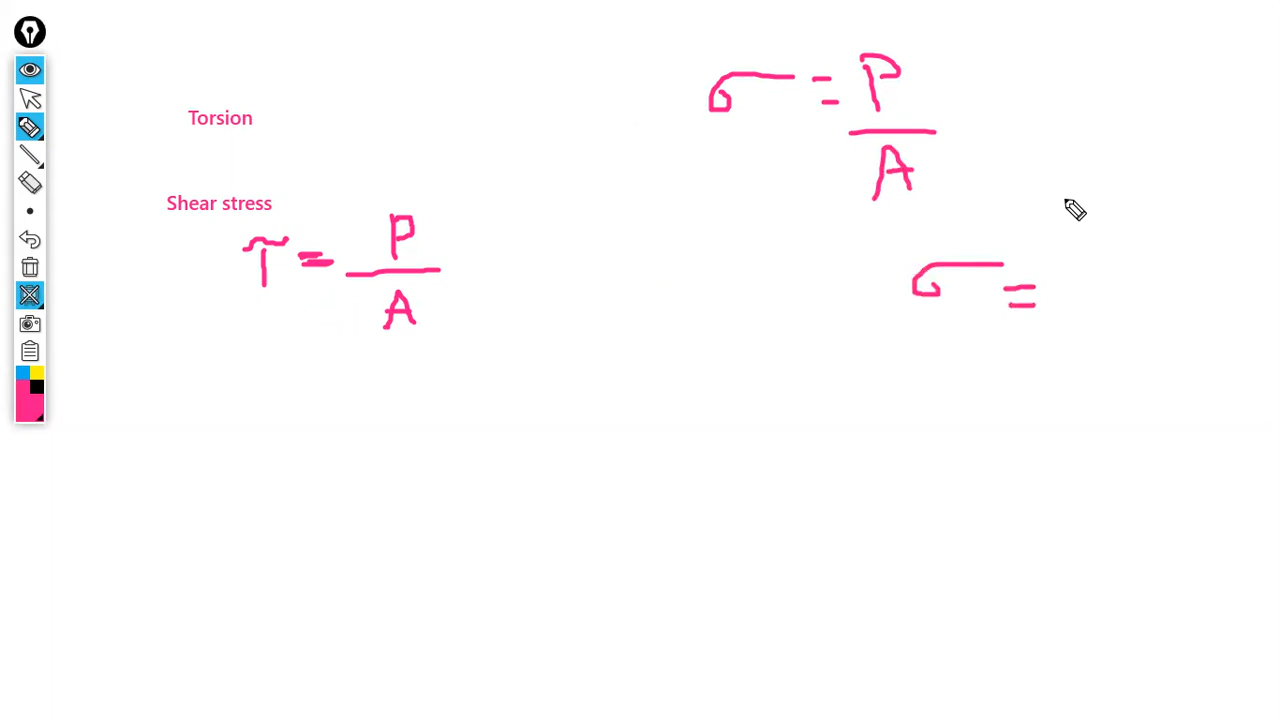 Torsion
Shear stress
τ = P
A
σ = P
A
σ =